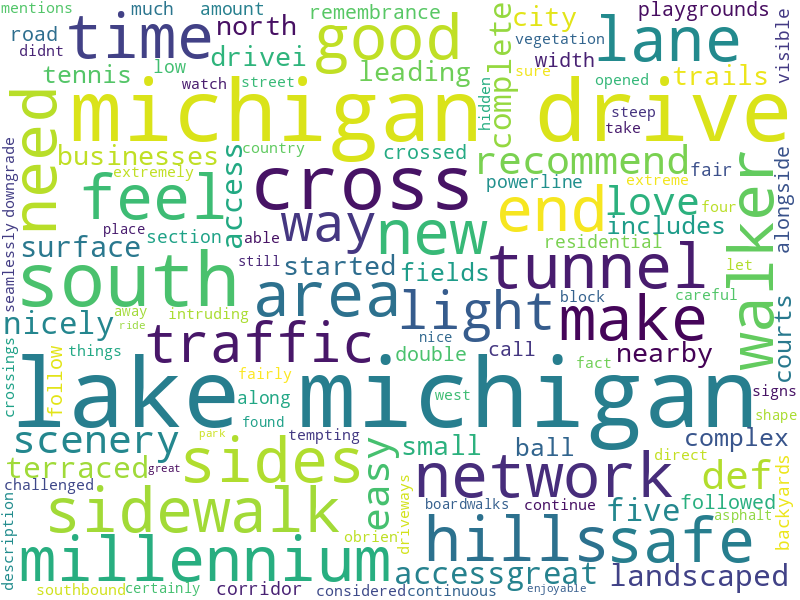 mentions
much
amount
remembrance
playgrounds
time
north
good
city
lane
visible
road
didnt
drivei
vegetation
width
tennis
low
leading
complete
sure
opened
trails
watch
street
hidden
michigan
drive
steep
take
need
businesses
country
crossed
recommend
powerline
fair
extremely
access
cross
feel
love
extreme
four
alongside
seamlessly
downgrade
place
way
new
end
includes
walker
surface
section
able
residential
south
still
started
fields
tunnel
let
area
light
block
careful
away
intruding
make
nicely
ride
traffic
nice
courts
crossings
things
double
call
nearby
fact
follow
fairly
lake michigan
signs
along
west
found
shape
scenery
park
tempting
complex
sides
easy
small
ball
direct
terraced
great
network
def
backyards
challenged
description
sidewalk
driveways
boardwalks
continue
five
followed
asphalt
hillssafe
obrien
millennium
accessgreat
landscaped
southbound
certainly
corridor
consideredcontinuous
enjoyable